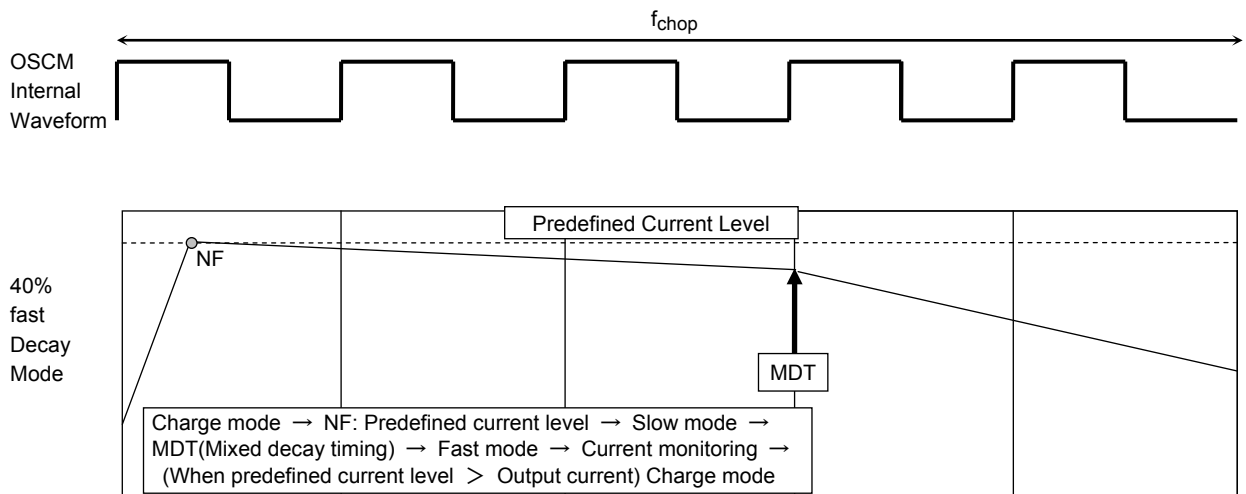 fchop
OSCM
Internal
Waveform
Predefined Current Level
NF
40%
fast
Decay
Mode
MDT
Charge mode → NF: Predefined current level → Slow mode →
MDT(Mixed decay timing) → Fast mode → Current monitoring →
(When predefined current level ＞ Output current) Charge mode